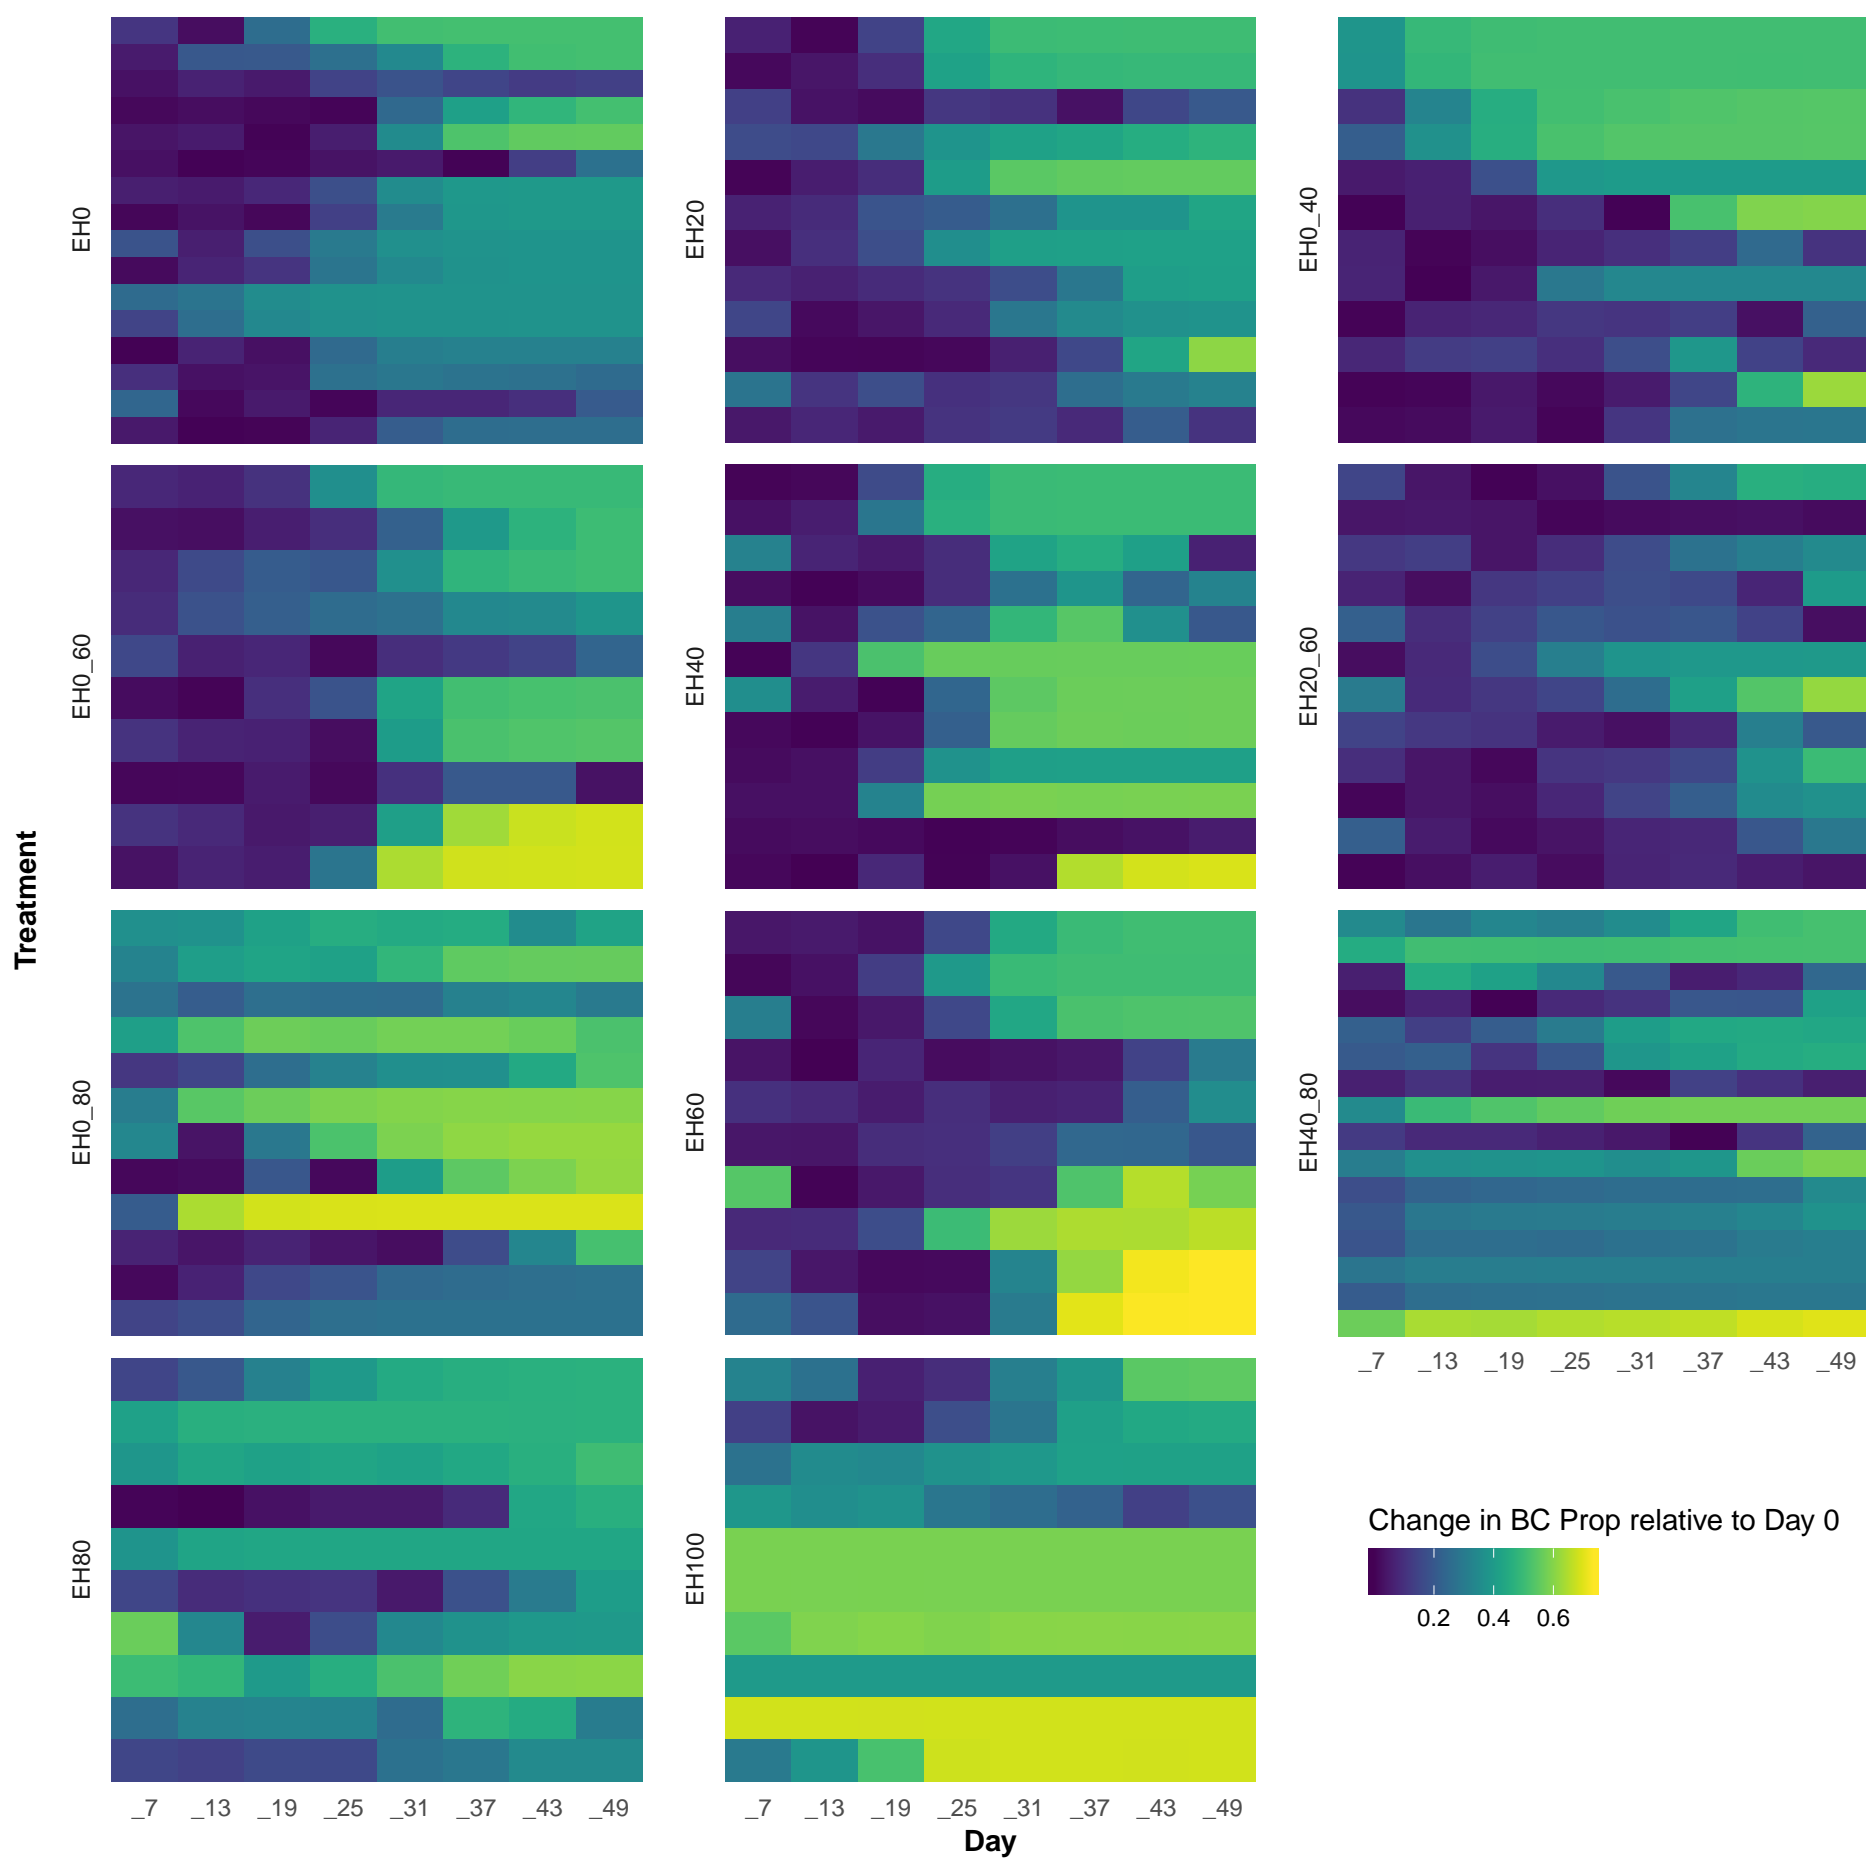 Treatment
EH0
EH20
EH0_40
EH0_60
EH40
EH20_60
EH0_80
EH60
EH40_80
_7 _13 _19 _25 _31 _37 _43 _49
EH80
EH100
Change in BC Prop relative to Day 0
0.2 0.4 0.6
_7 _13 _19 _25 _31 _37 _43 _49
_7 _13 _19 _25 _31 _37 _43 _49
Day